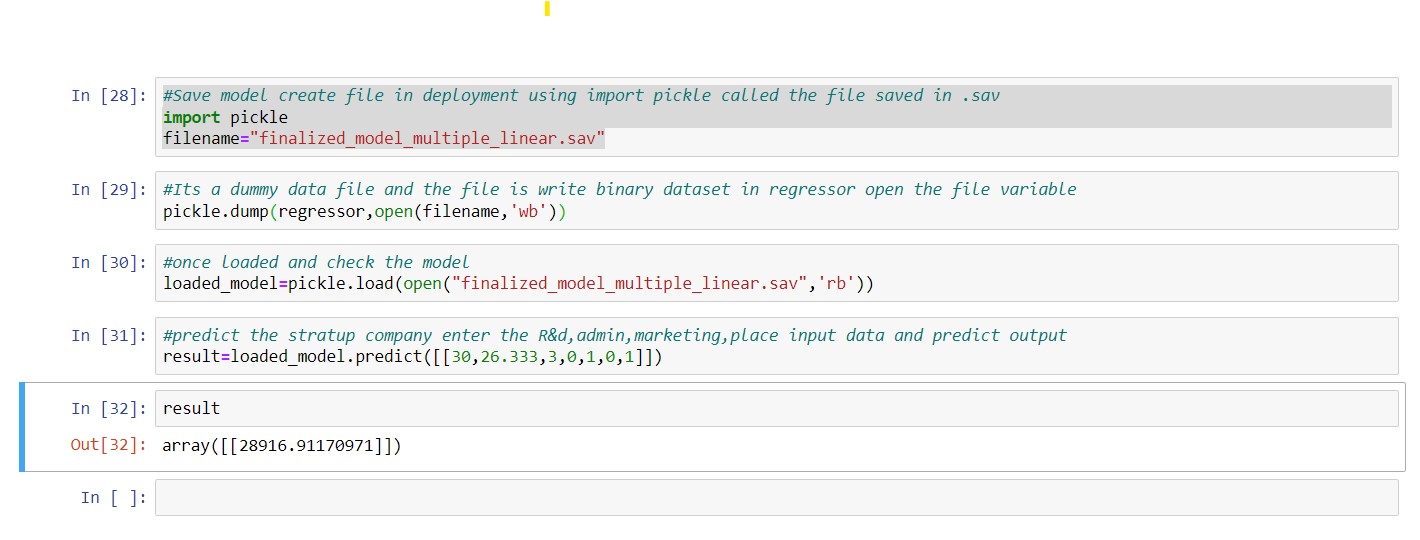 In [28]: #Save model create file in deployment using import pickle called the file saved in .sav
import pickle
filename="finalized_model_multiple_linear.sav"
In [29]: #Its a dummy data file and the file is write binary dataset in regressor open the file variable
pickle.dump(regressor,open(filename,'wb'))
In [30]: #once loaded and check the model
loaded_model=pickle.load(open("finalized_model_multiple_linear.sav",'rb'))
In [31]: #predict the stratup company enter the R&d,admin,marketing,place input data and predict output
result=loaded_model.predict([[30,26.333,3,0,1,0,1]])
In [32]: result
Out[32]: array([[28916.91170971]])
In [ ]: